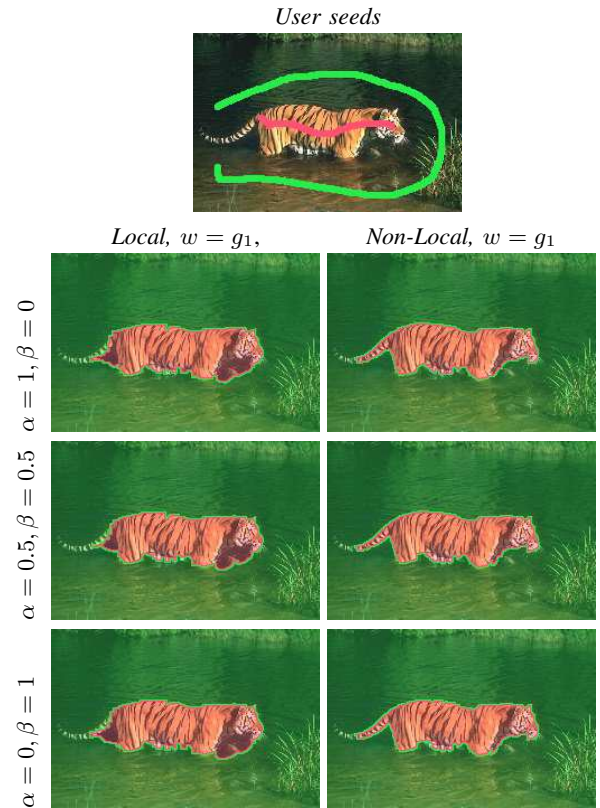 User seeds
Local, w = g₁,
Non-Local, w = g₁
α = 1, β = 0
α = 0.5, β = 0.5
α = 0, β = 1